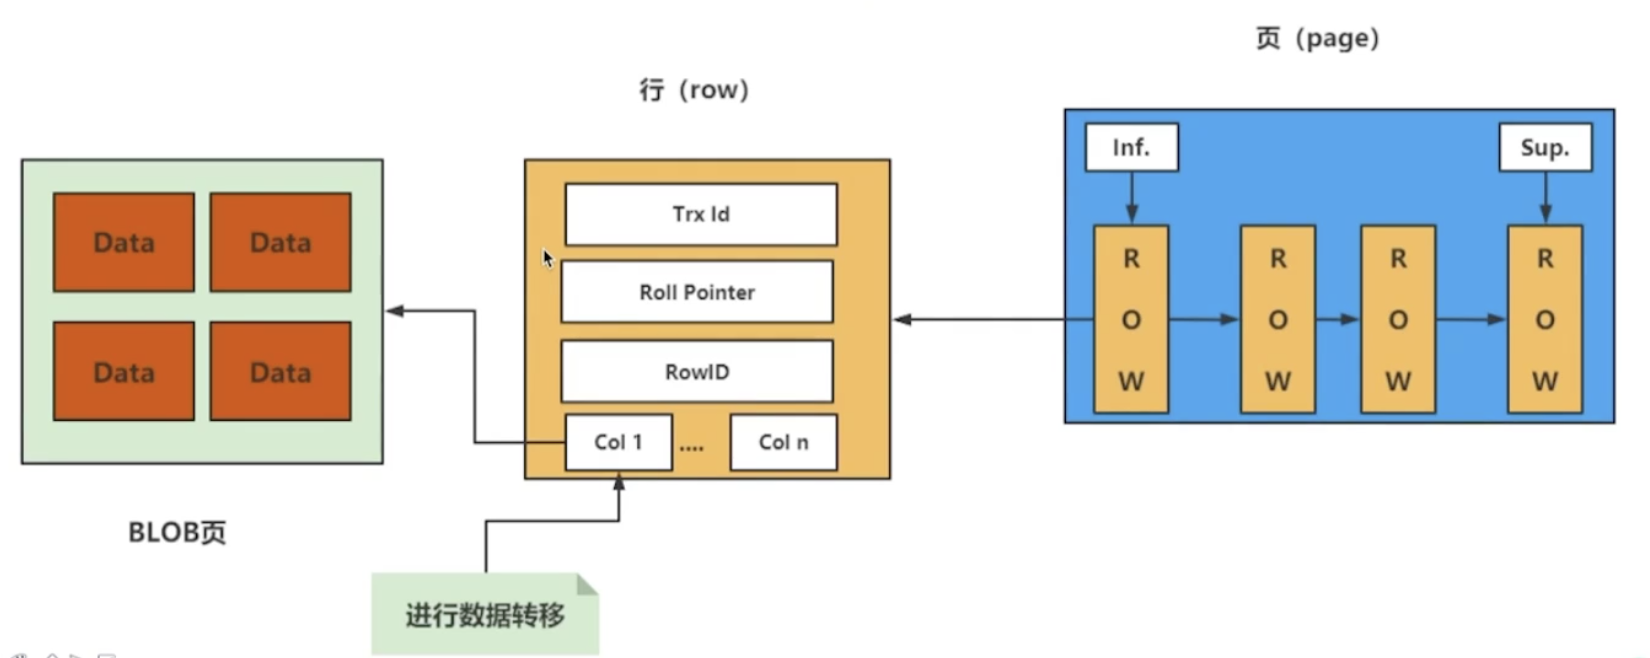 页（page）
行（row）
Inf.
Sup.
Data
Data
Trx Id
Roll Pointer
R
O
W
R
O
W
R
O
W
R
O
W
Data
Data
RowID
Col 1
....
Col n
BLOB页
进行数据转移